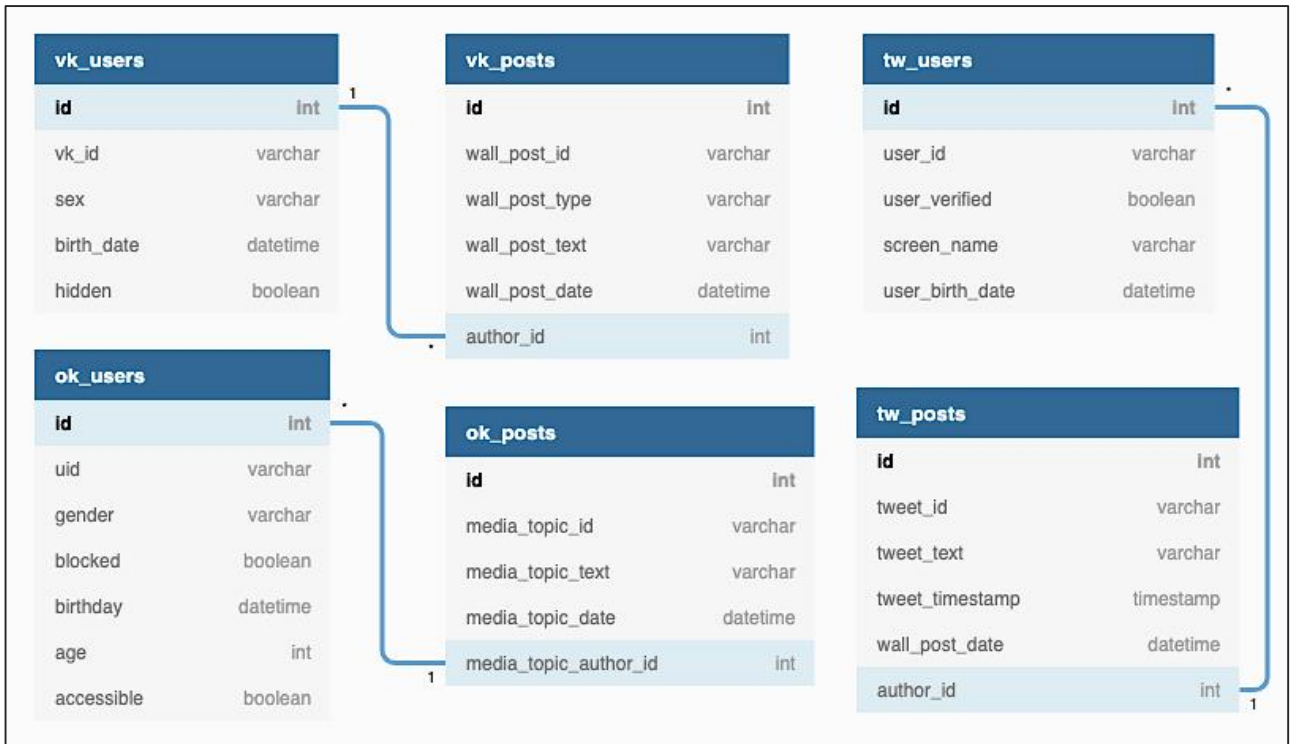 vk_users
id int
vk_id varchar
sex varchar
birth_date datetime
hidden boolean
1
vk_posts
id int
wall_post_id varchar
wall_post_type varchar
wall_post_text varchar
wall_post_date datetime
author_id int
*
tw_users
id int
user_id varchar
user_verified boolean
screen_name varchar
user_birth_date datetime
*
ok_users
id int
uid varchar
gender varchar
blocked boolean
birthday datetime
age int
accessible boolean
*
ok_posts
id int
media_topic_id varchar
media_topic_text varchar
media_topic_date datetime
media_topic_author_id int
1
tw_posts
id int
tweet_id varchar
tweet_text varchar
tweet_timestamp timestamp
wall_post_date datetime
author_id int
1